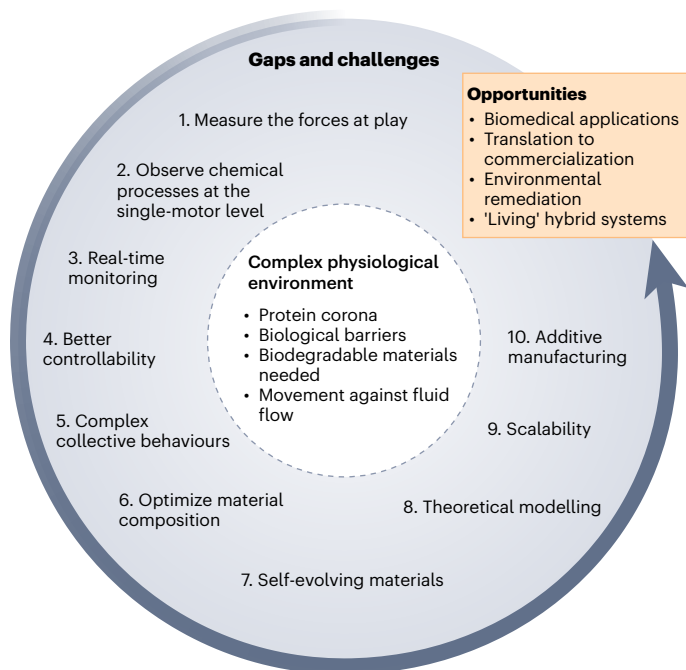 Gaps and challenges
1. Measure the forces at play
2. Observe chemical
processes at the
single-motor level
3. Real-time
monitoring
4. Better
controllability
5. Complex
collective behaviours
6. Optimize material
composition
7. Self-evolving materials
8. Theoretical modelling
9. Scalability
10. Additive
manufacturing
Complex physiological
environment
• Protein corona
• Biological barriers
• Biodegradable materials
needed
• Movement against fluid
flow
Opportunities
• Biomedical applications
• Translation to
commercialization
• Environmental
remediation
• 'Living' hybrid systems